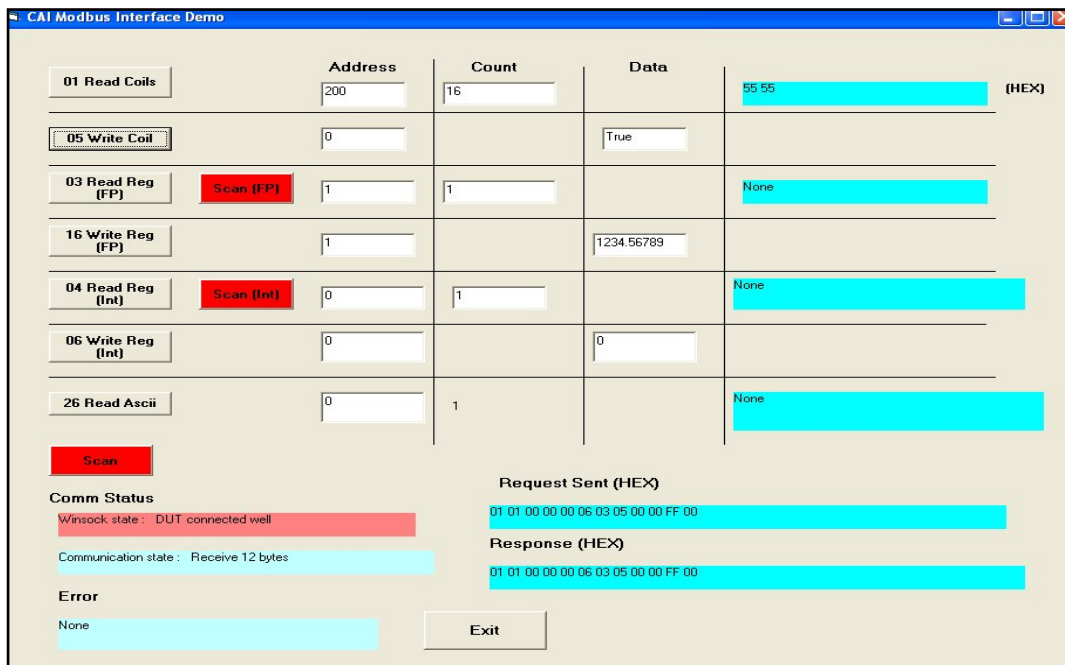 CAI Modbus Interface Demo
Address Count Data
01 Read Coils 200 16 55 55 (HEX)
05 Write Coil 0 True
03 Read Reg
(FP) Scan (FP) 1 1 None
16 Write Reg
(FP) 1 1234.56789
04 Read Reg
(Int) Scan (Int) 0 1 None
06 Write Reg
(Int) 0 0
26 Read Ascii 0 1 None
Scan
Request Sent (HEX)
Comm Status
Winsock state : DUT connected well
01 01 00 00 00 06 03 05 00 00 FF 00
Response (HEX)
Communication state : Receive 12 bytes
01 01 00 00 00 06 03 05 00 00 FF 00
Error
None
Exit